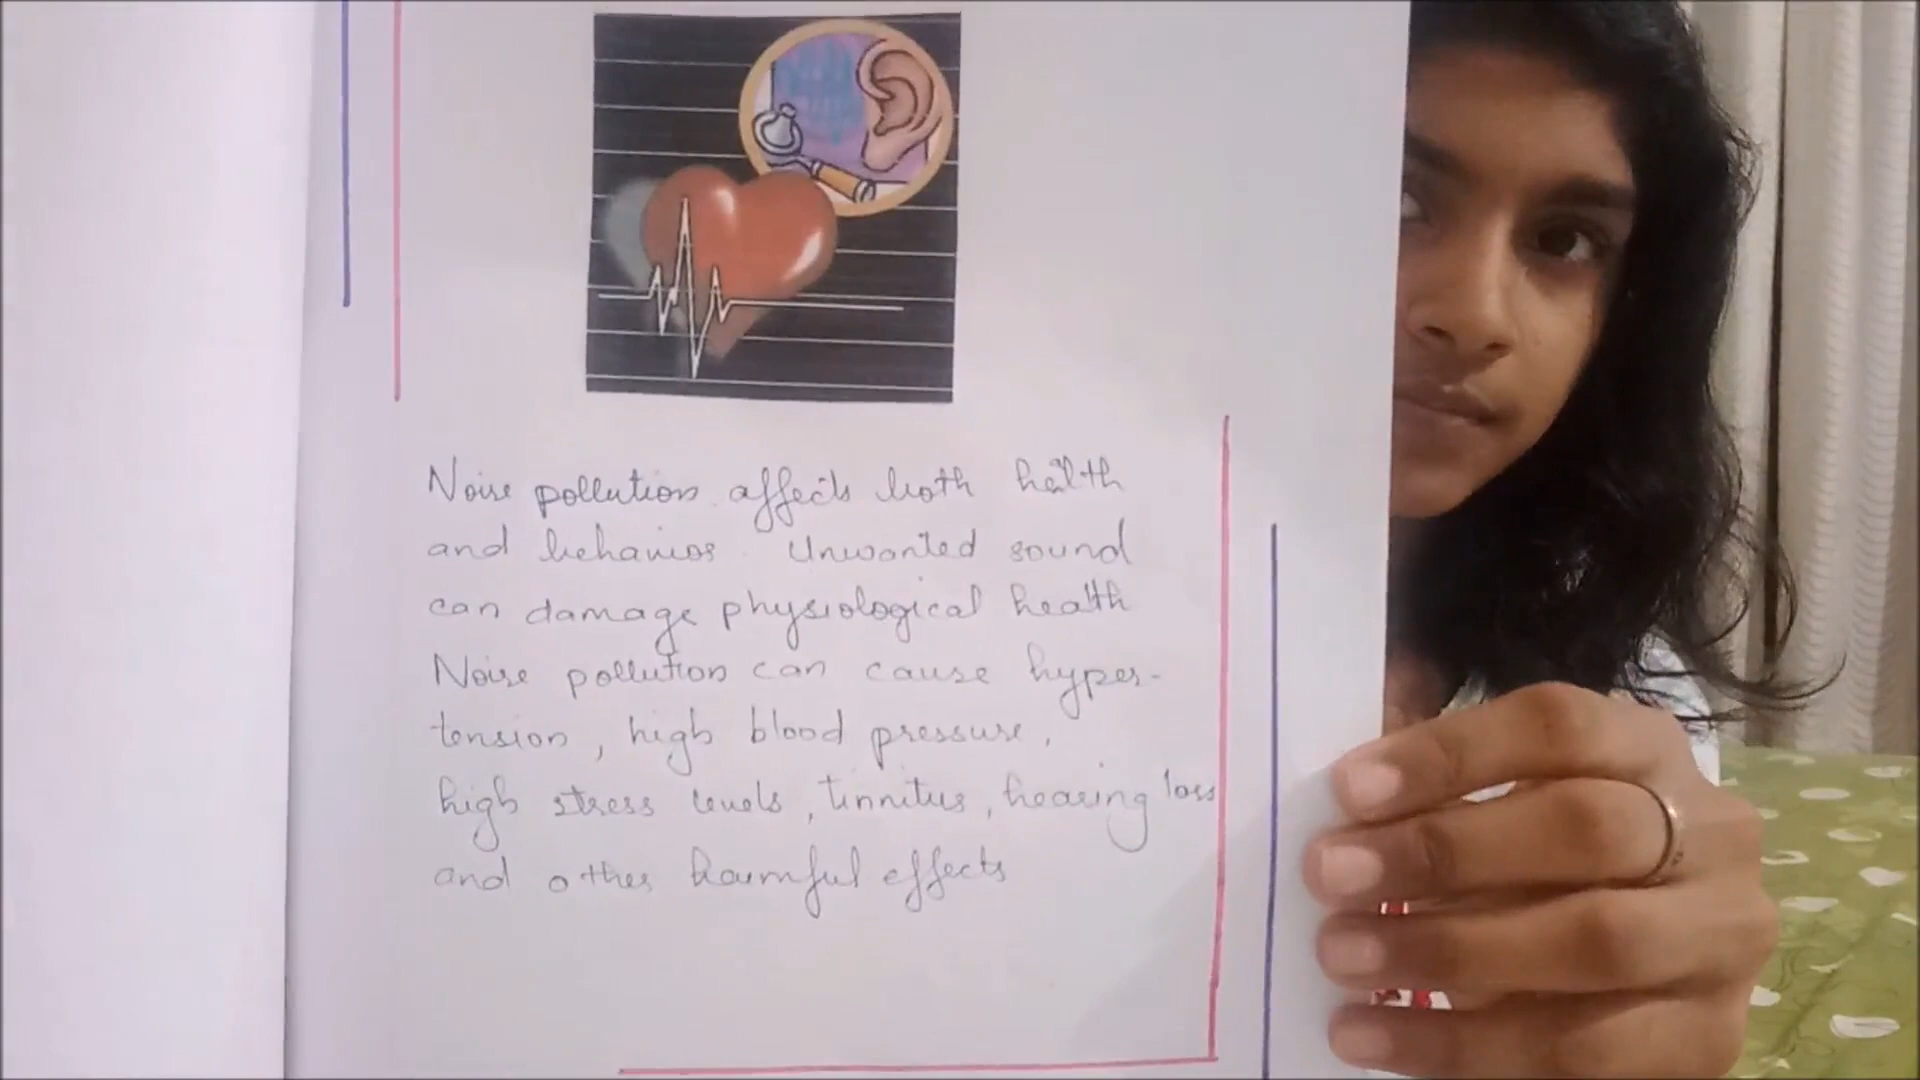 Noise pollution affects both health
and behavior. Unwanted sound
can damage physiological health
Noise pollution can cause hyper-
tension, high blood pressure,
high stress levels, tinnitus, hearing loss
and other harmful effects